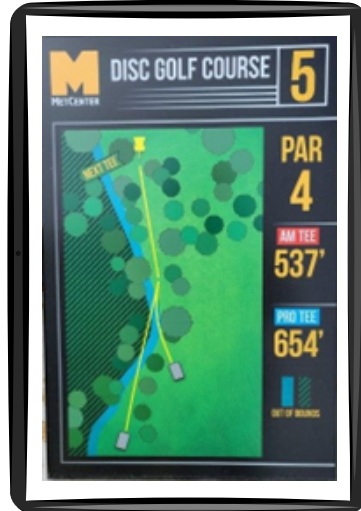 M
METCENTER
DISC GOLF COURSE
5
NEXT TEE
PAR
4
AM TEE
537'
PRO TEE
654'
OUT OF BOUNDS